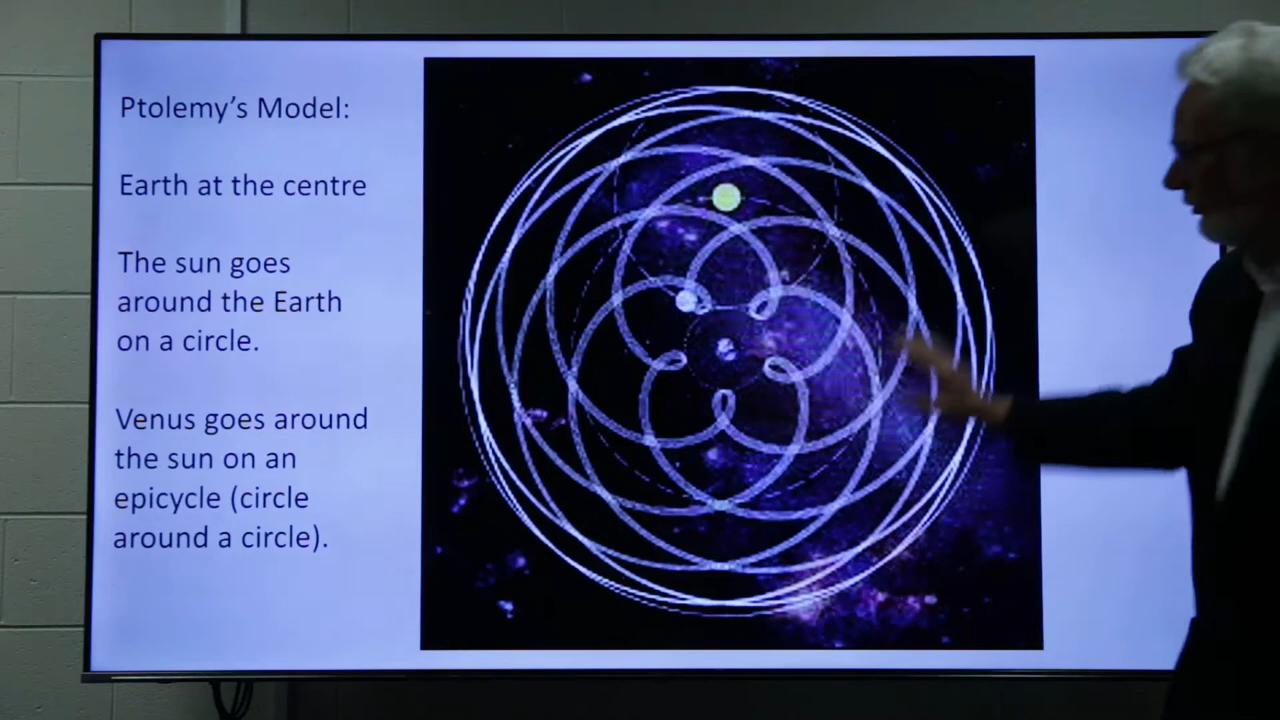 Ptolemy’s Model:
Earth at the centre
The sun goes
around the Earth
on a circle.
Venus goes around
the sun on an
epicycle (circle
around a circle).